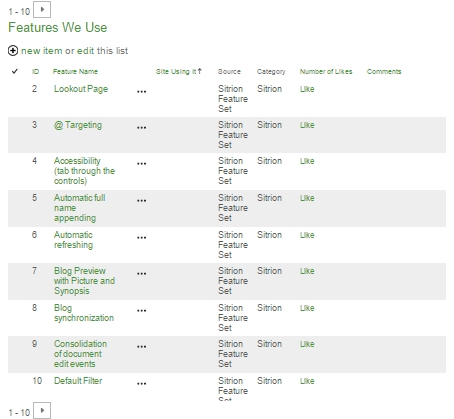 1 - 10
Features We Use
new item or edit this list
ID Feature Name Site Using it Source Category Number of Likes Comments
2 Lookout Page ... Sitrion Feature Set Sitrion Like
3 @ Targeting ... Sitrion Feature Set Sitrion Like
4 Accessibility (tab through the controls) ... Sitrion Feature Set Sitrion Like
5 Automatic full name appending ... Sitrion Feature Set Sitrion Like
6 Automatic refreshing ... Sitrion Feature Set Sitrion Like
7 Blog Preview with Picture and Synopsis ... Sitrion Feature Set Sitrion Like
8 Blog synchronization ... Sitrion Feature Set Sitrion Like
9 Consolidation of document edit events ... Sitrion Feature Set Sitrion Like
10 Default Filter ... Sitrion Feature Set Sitrion Like
1 - 10